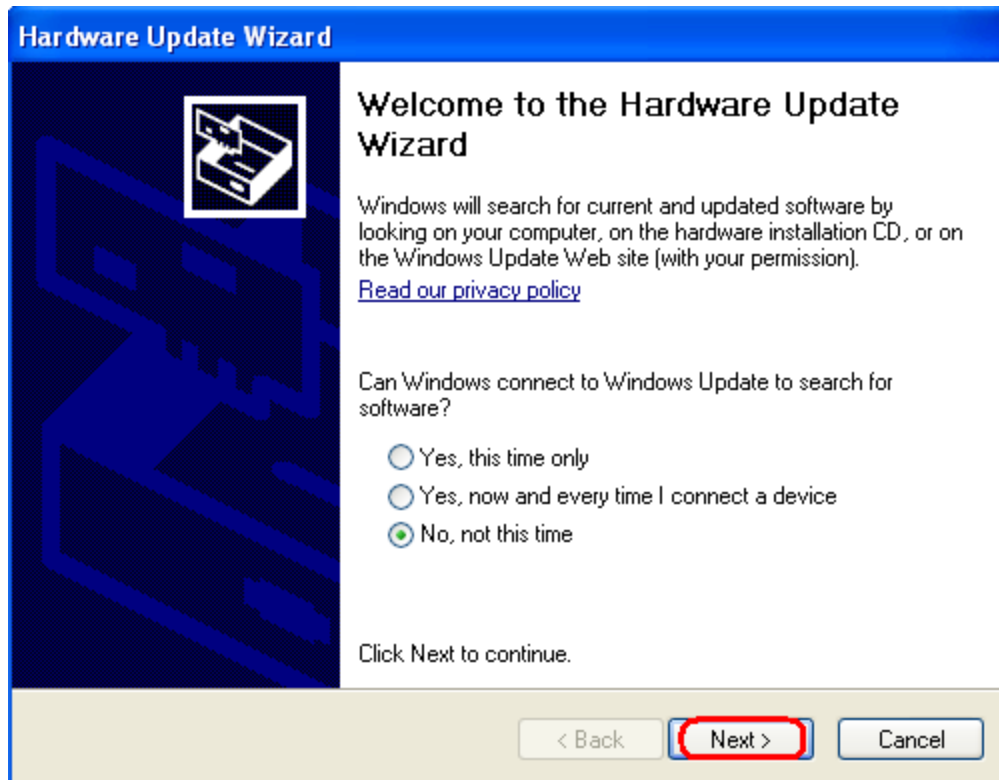 Hardware Update Wizard
Welcome to the Hardware Update
Wizard
Windows will search for current and updated software by
looking on your computer, on the hardware installation CD, or on
the Windows Update Web site (with your permission).
Read our privacy policy
Can Windows connect to Windows Update to search for
software?
Yes, this time only
Yes, now and every time I connect a device
No, not this time
Click Next to continue.
< Back
Next >
Cancel